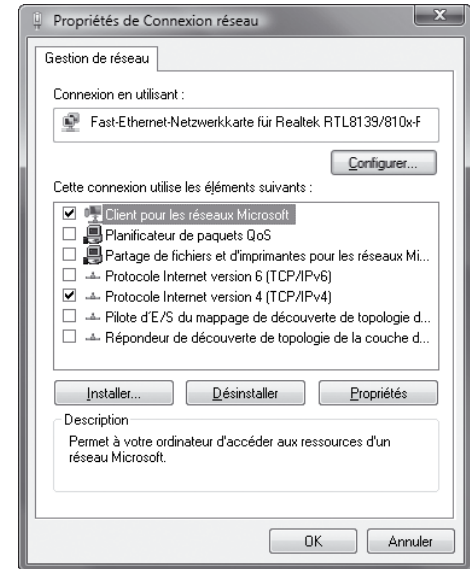 Propriétés de Connexion réseau
Gestion de réseau
Connexion en utilisant :
Fast-Ethernet-Netzwerkkarte für Realtek RTL8139/810x-F
Configurer...
Cette connexion utilise les éléments suivants :
Client pour les réseaux Microsoft
Planificateur de paquets QoS
Partage de fichiers et d'imprimantes pour les réseaux Mi...
Protocole Internet version 6 (TCP/IPv6)
Protocole Internet version 4 (TCP/IPv4)
Pilote d'E/S du mappage de découverte de topologie d...
Répondeur de découverte de topologie de la couche d...
Installer... Désinstaller Propriétés
Description
Permet à votre ordinateur d'accéder aux ressources d'un
réseau Microsoft.
OK Annuler